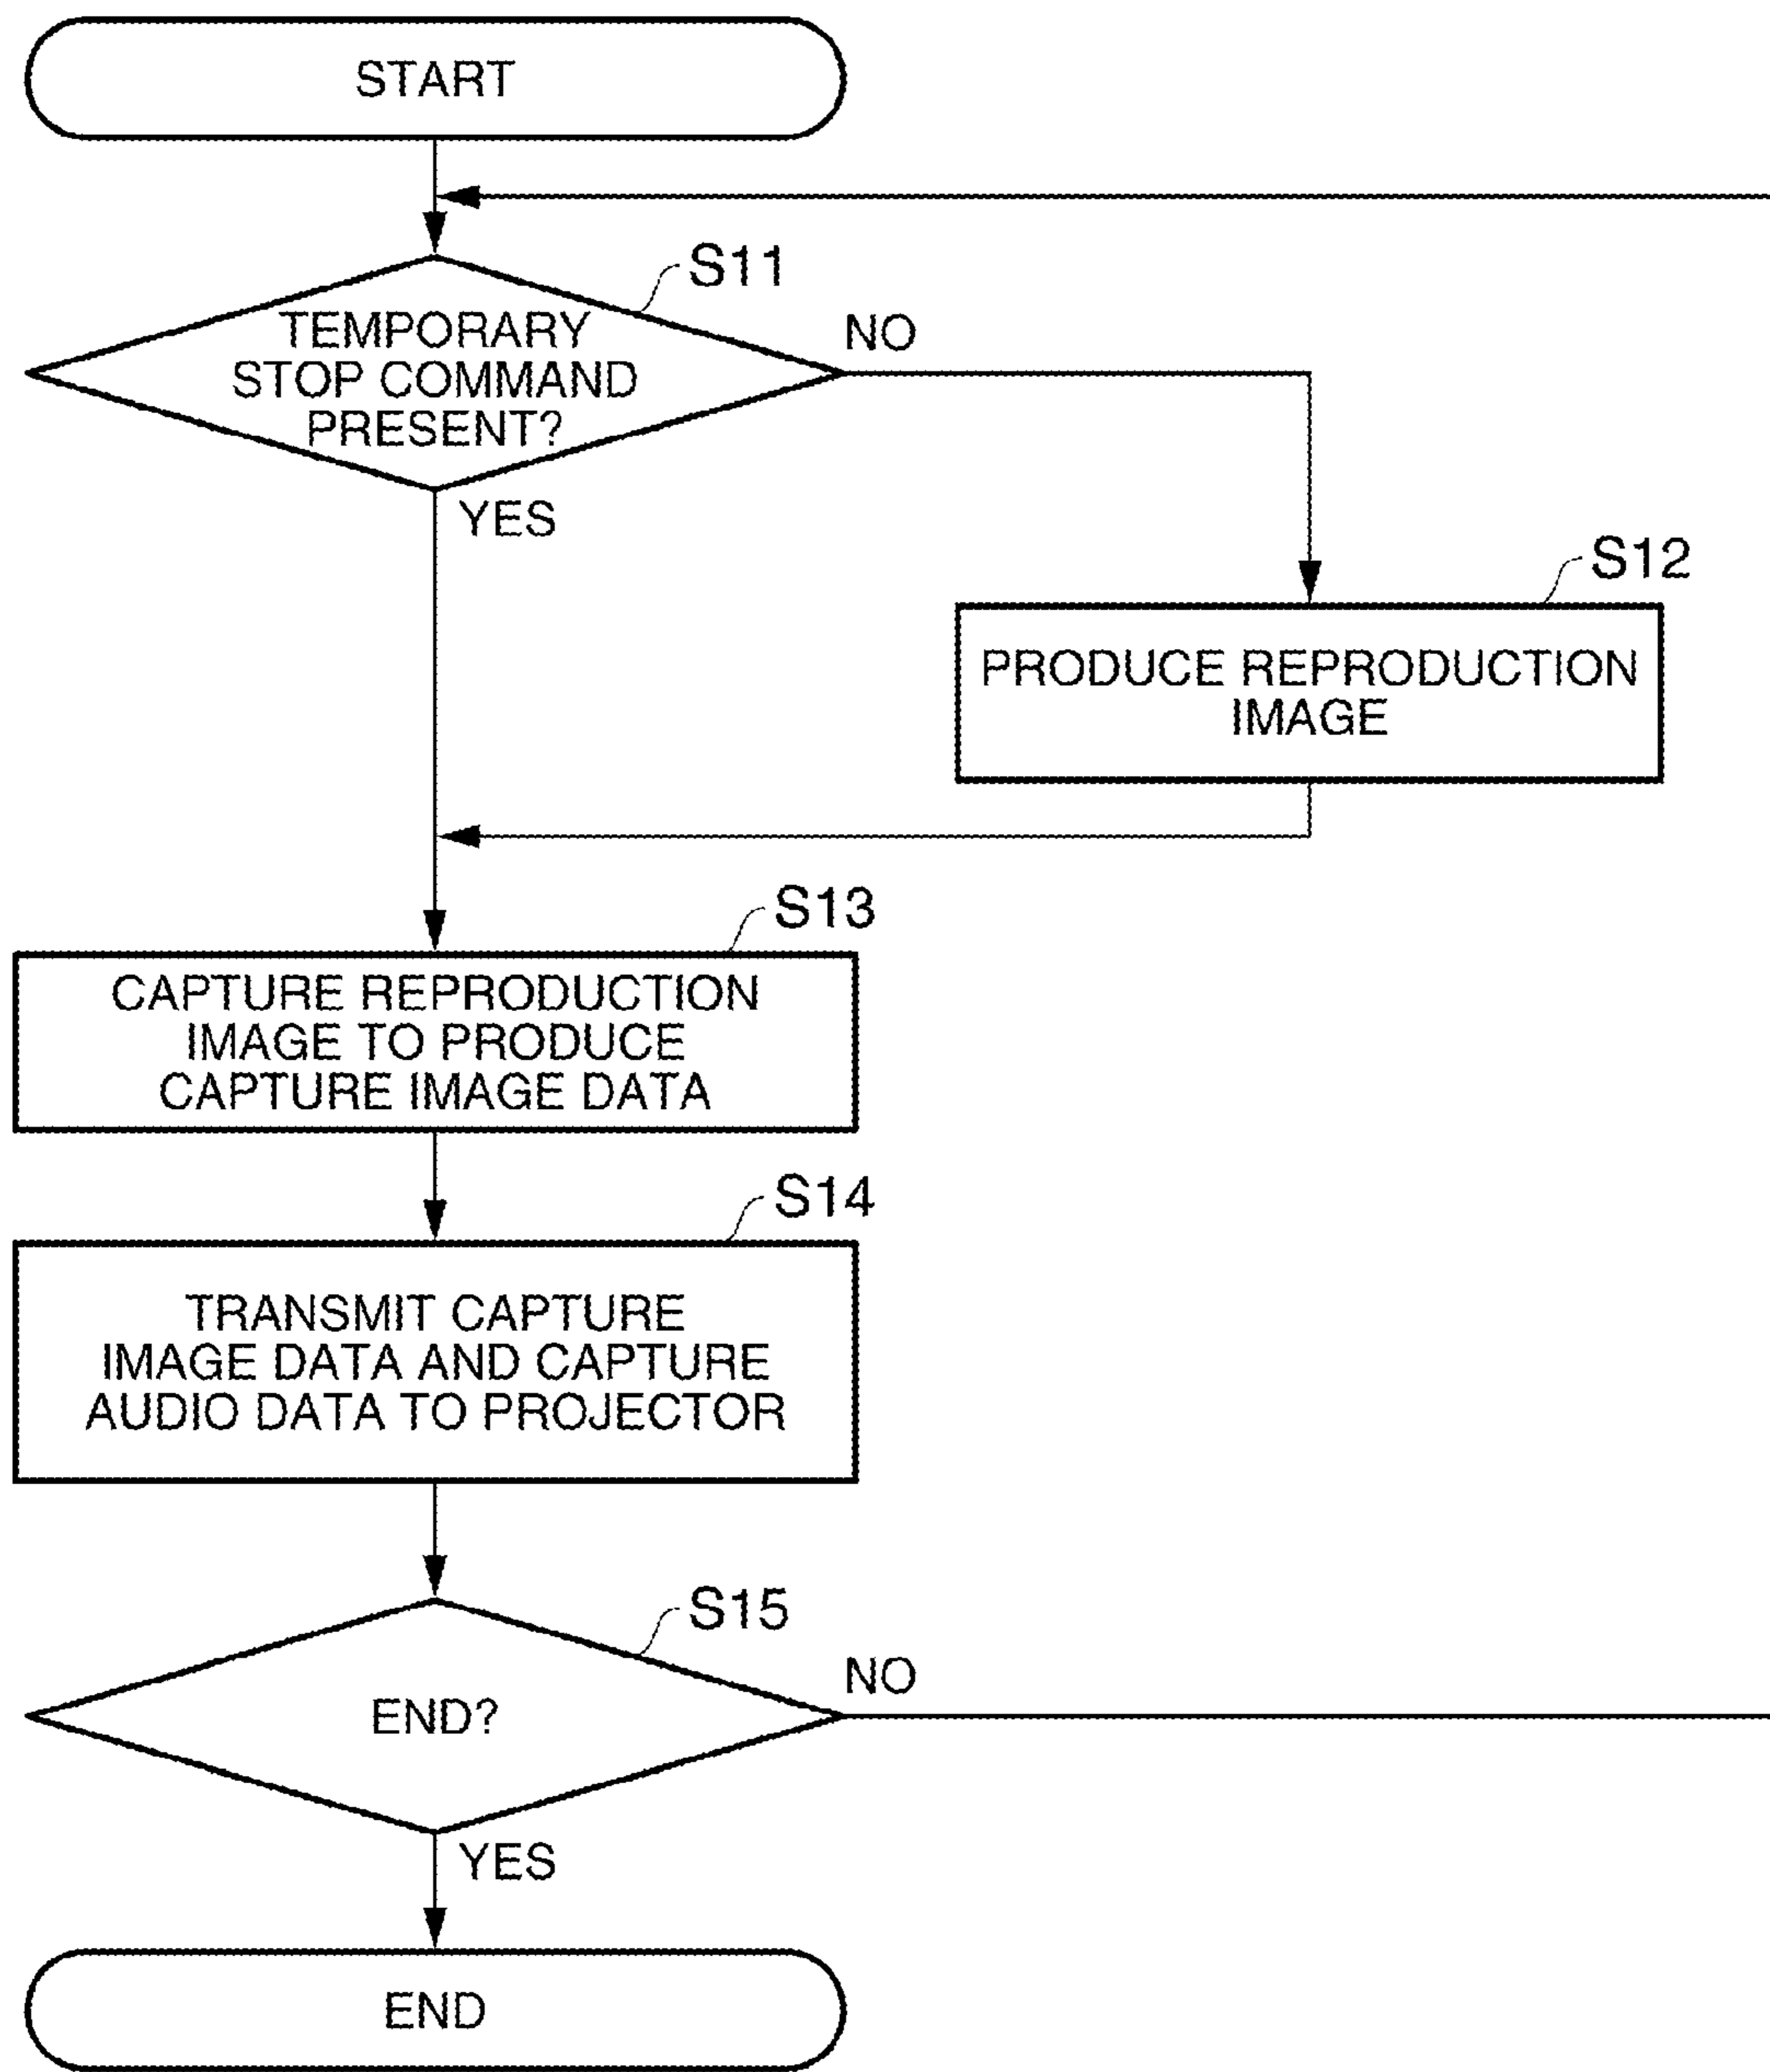 START
S11
TEMPORARY
STOP COMMAND
PRESENT?
NO
YES
S12
PRODUCE REPRODUCTION
IMAGE
S13
CAPTURE REPRODUCTION
IMAGE TO PRODUCE
CAPTURE IMAGE DATA
S14
TRANSMIT CAPTURE
IMAGE DATA AND CAPTURE
AUDIO DATA TO PROJECTOR
S15
END?
NO
YES
END